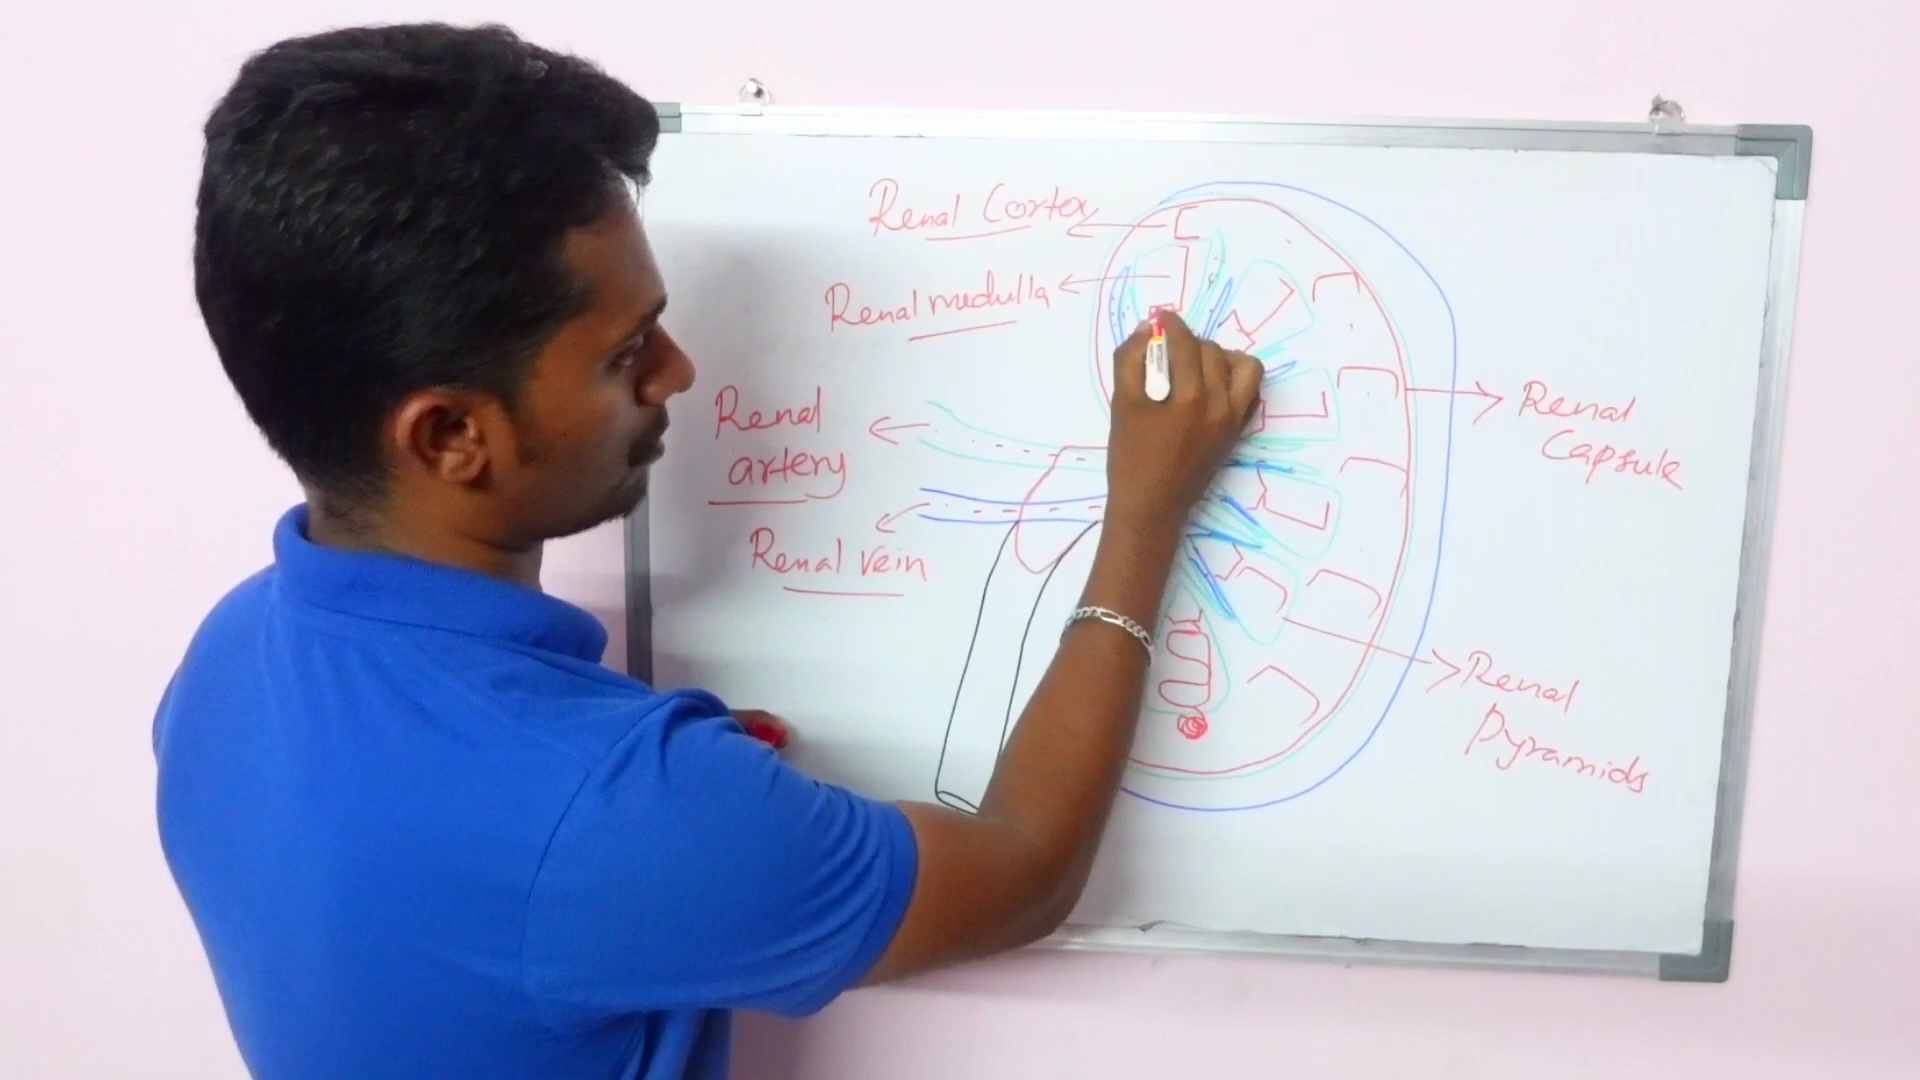 Renal Cortex
Renal medulla
Renal
artery
Renal vein
Renal
Capsule
Renal
Pyramids